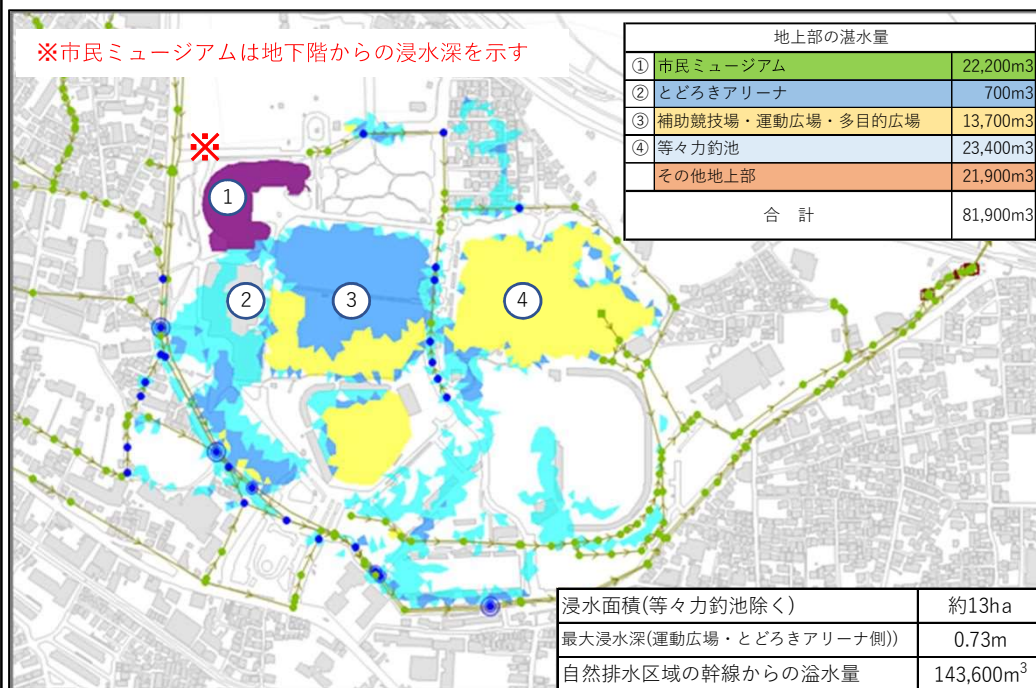 ※市民ミュージアムは地下階からの浸水深を示す
地上部の湛水量
① 市民ミュージアム 22,200m3
② とどろきアリーナ 700m3
③ 補助競技場・運動広場・多目的広場 13,700m3
④ 等々力釣池 23,400m3
その他地上部 21,900m3
合 計 81,900m3
※
①
②
③
④
浸水面積(等々力釣池除く) 約13ha
最大浸水深(運動広場・とどろきアリーナ側)) 0.73m
自然排水区域の幹線からの溢水量 143,600m³